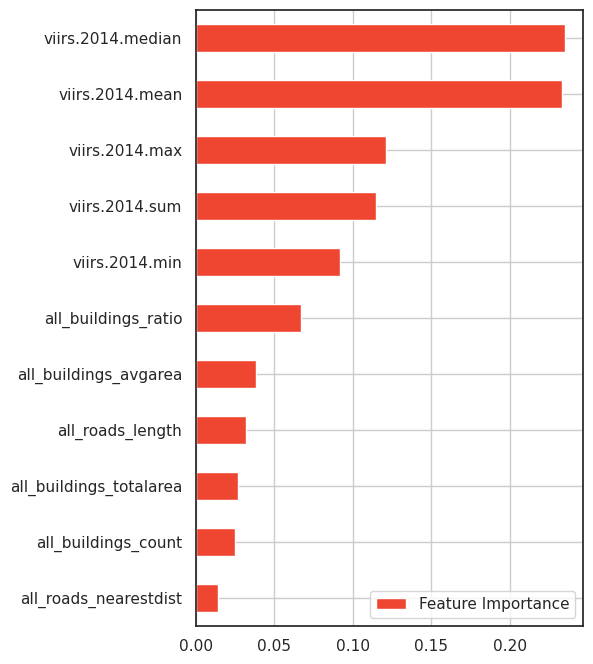 viirs.2014.median
viirs.2014.mean
viirs.2014.max
viirs.2014.sum
viirs.2014.min
all_buildings_ratio
all_buildings_avgarea
all_roads_length
all_buildings_totalarea
all_buildings_count
all_roads_nearestdist
Feature Importance
0.00 0.05 0.10 0.15 0.20